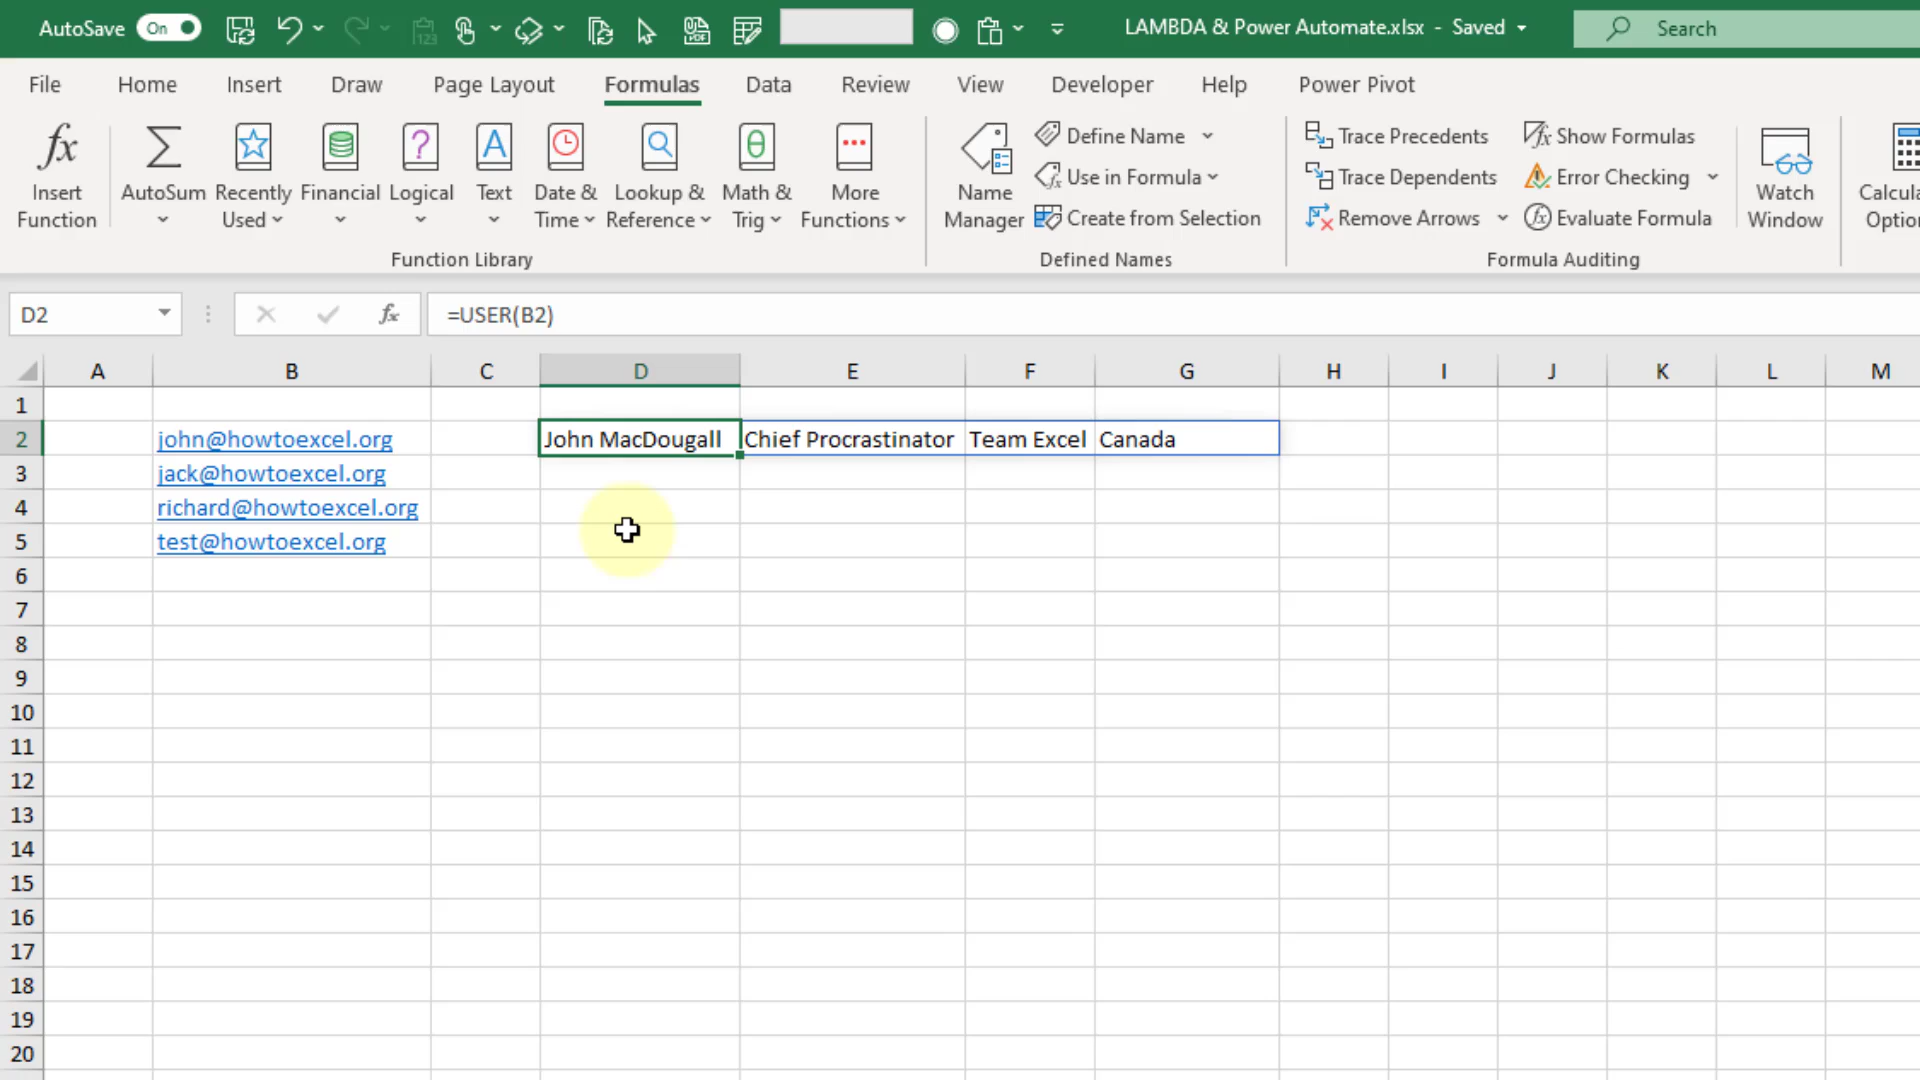 AutoSave On LAMBDA & Power Automate.xlsx - Saved Search
File Home Insert Draw Page Layout Formulas Data Review View Developer Help Power Pivot
Insert Function
AutoSum
Recently Used
Financial
Logical
Text
Date & Time
Lookup & Reference
Math & Trig
More Functions
Function Library
Name Manager
Define Name
Use in Formula
Create from Selection
Defined Names
Trace Precedents
Trace Dependents
Remove Arrows
Show Formulas
Error Checking
Evaluate Formula
Formula Auditing
Watch Window
Calcula
Option
D2 fx =USER(B2)
A B C D E F G H I J K L M
1
2 john@howtoexcel.org John MacDougall Chief Procrastinator Team Excel Canada
3 jack@howtoexcel.org
4 richard@howtoexcel.org
5 test@howtoexcel.org
6
7
8
9
10
11
12
13
14
15
16
17
18
19
20